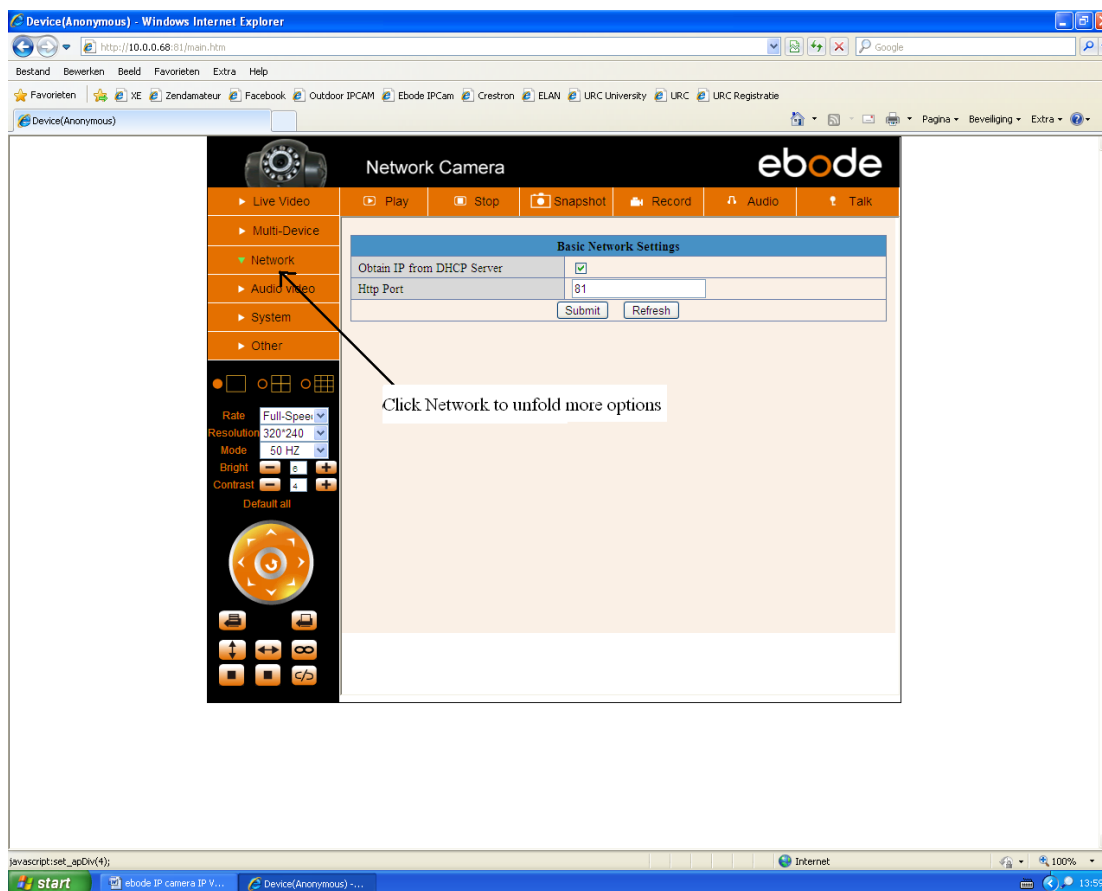 Device(Anonymous) - Windows Internet Explorer
http://10.0.0.68:81/main.htm
Google
Bestand Bewerken Beeld Favorieten Extra Help
Favorieten XE Zendamateur Facebook Outdoor IPCAM Ebode IPCam Crestron ELAN URC University URC URC Registratie
Device(Anonymous)
Pagina Beveiliging Extra
Network Camera
ebode
Live Video
Play Stop Snapshot Record Audio Talk
Multi-Device
Network
Audio Video
System
Other
Basic Network Settings
Obtain IP from DHCP Server
Http Port 81
Submit Refresh
Click Network to unfold more options
Rate Full-Speed
Resolution 320*240
Mode 50 HZ
Bright 6
Contrast 4
Default all
javascript:set_apDiv(4);
Internet
100%
start
ebode IP camera IP V...
Device(Anonymous) -...
13:59